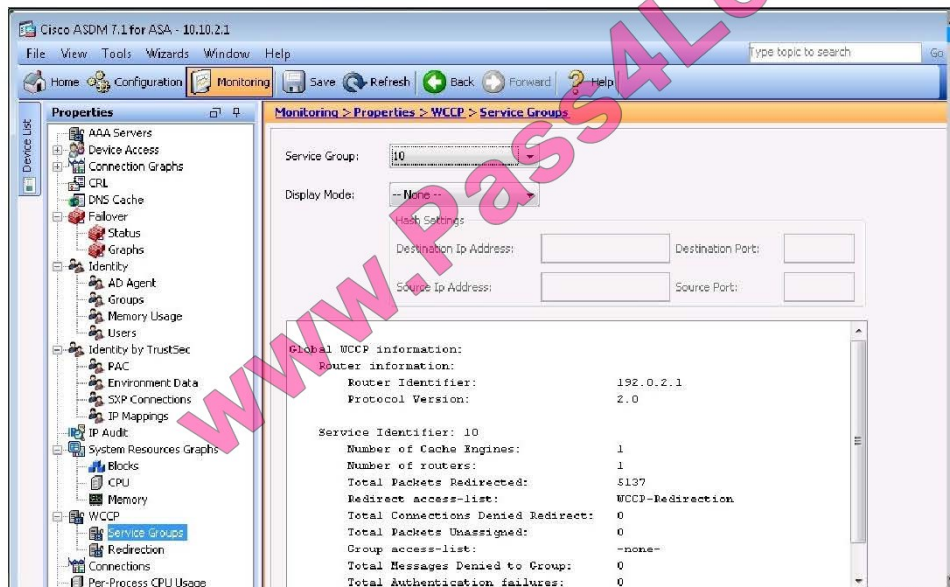 Cisco ASDM 7.1 for ASA - 10.10.2.1
File View Tools Wizards Window Help
Type topic to search
Go
Home Configuration Monitoring Save Refresh Back Forward Help
Device List
Properties
AAA Servers
Device Access
Connection Graphs
CRL
DNS Cache
Failover
Status
Graphs
Identity
AD Agent
Groups
Memory Usage
Users
Identity by TrustSec
PAC
Environment Data
SXP Connections
IP Mappings
IP Audit
System Resources Graphs
Blocks
CPU
Memory
WCCP
Service Groups
Redirection
Connections
Per-Process CPU Usage
Monitoring > Properties > WCCP > Service Groups
Service Group: 10
Display Mode: -- None --
Hash Settings
Destination Ip Address: Destination Port:
Source Ip Address: Source Port:
Global WCCP information:
Router information:
Router Identifier: 192.0.2.1
Protocol Version: 2.0
Service Identifier: 10
Number of Cache Engines: 1
Number of routers: 1
Total Packets Redirected: 5137
Redirect access-list: WCCP-Redirection
Total Connections Denied Redirect: 0
Total Packets Unassigned: 0
Group access-list: -none-
Total Messages Denied to Group: 0
Total Authentication failures: 0